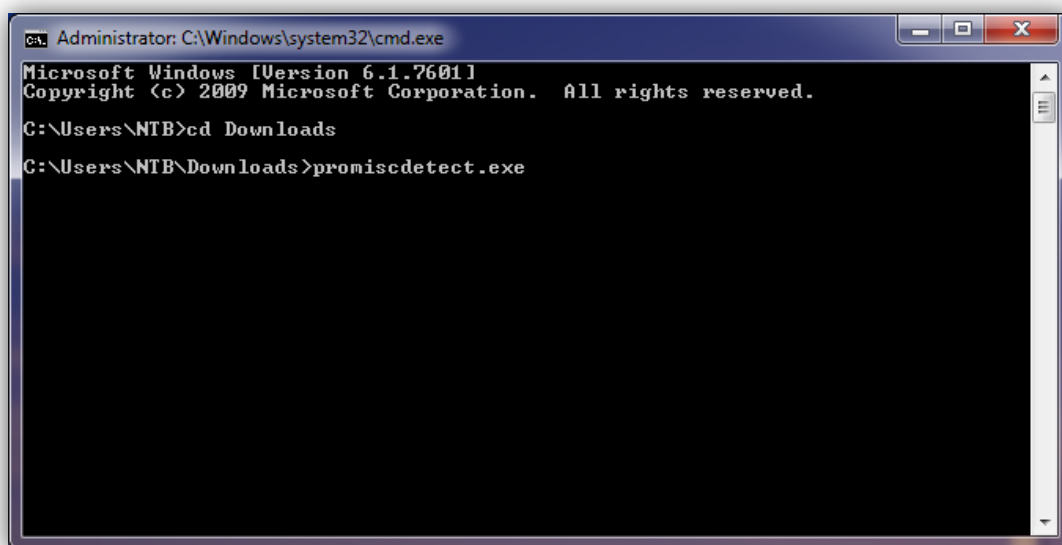 Administrator: C:\Windows\system32\cmd.exe
Microsoft Windows [Version 6.1.7601]
Copyright (c) 2009 Microsoft Corporation.  All rights reserved.
C:\Users\NTB>cd Downloads
C:\Users\NTB\Downloads>promiscdetect.exe